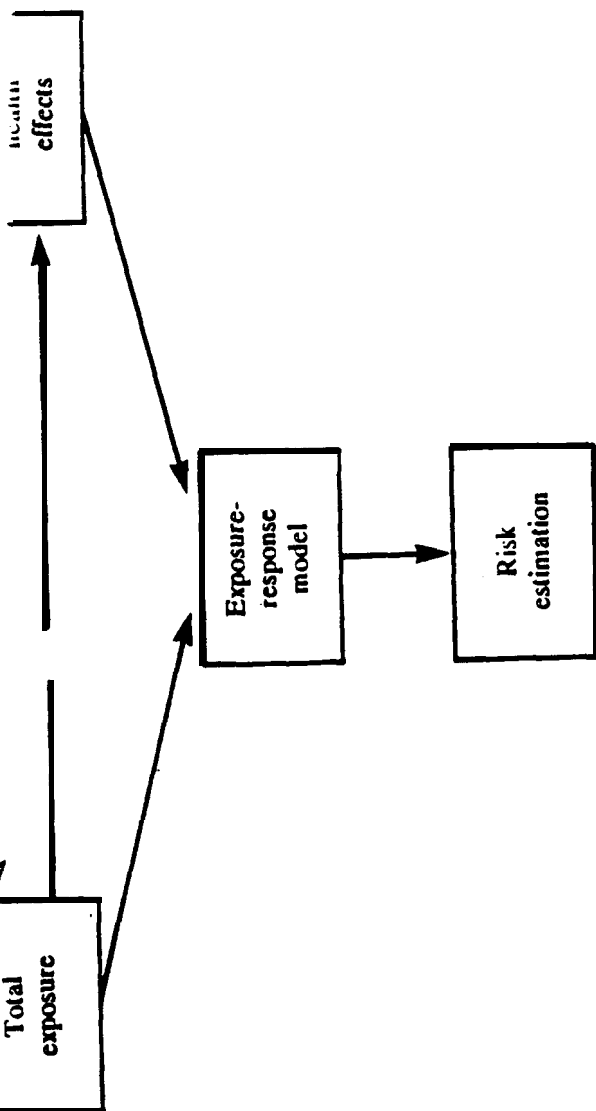 effects
Total
exposure
Exposure-
response
model
Risk
estimation